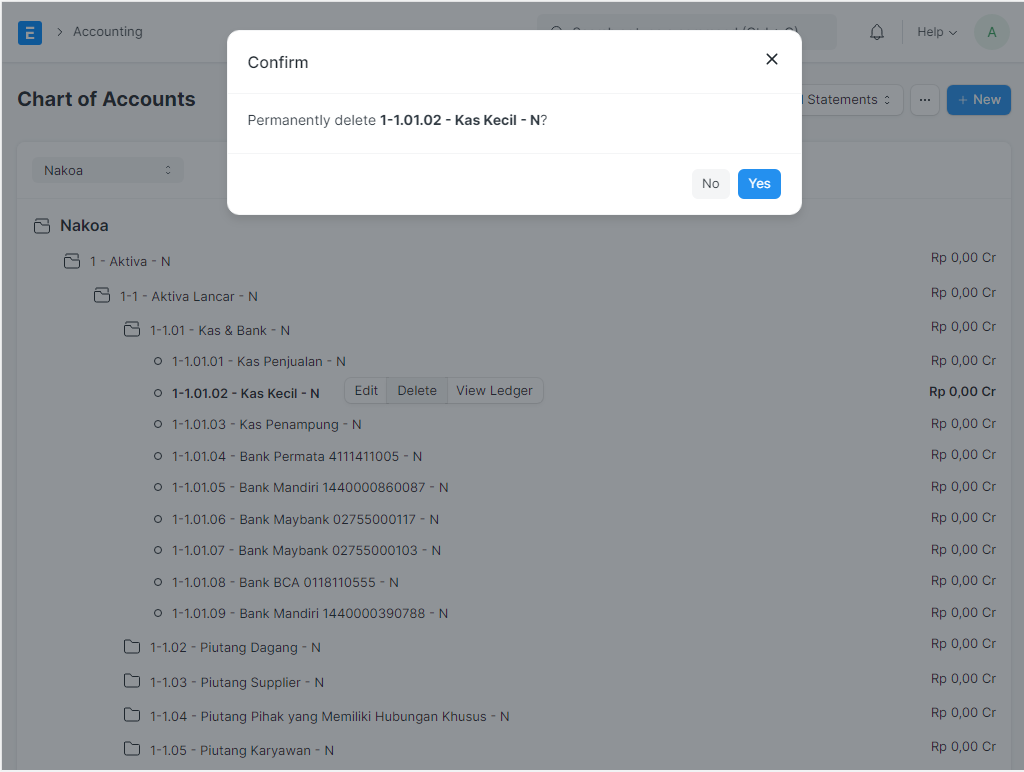 E
Accounting
Help
A
Confirm
Chart of Accounts
Statements
...
+ New
Permanently delete 1-1.01.02 - Kas Kecil - N?
Nakoa
No
Yes
Nakoa
1 - Aktiva - N
Rp 0,00 Cr
1-1 - Aktiva Lancar - N
Rp 0,00 Cr
1-1.01 - Kas & Bank - N
Rp 0,00 Cr
1-1.01.01 - Kas Penjualan - N
Rp 0,00 Cr
1-1.01.02 - Kas Kecil - N
Edit
Delete
View Ledger
Rp 0,00 Cr
1-1.01.03 - Kas Penampung - N
Rp 0,00 Cr
1-1.01.04 - Bank Permata 4111411005 - N
Rp 0,00 Cr
1-1.01.05 - Bank Mandiri 1440000860087 - N
Rp 0,00 Cr
1-1.01.06 - Bank Maybank 02755000117 - N
Rp 0,00 Cr
1-1.01.07 - Bank Maybank 02755000103 - N
Rp 0,00 Cr
1-1.01.08 - Bank BCA 0118110555 - N
Rp 0,00 Cr
1-1.01.09 - Bank Mandiri 1440000390788 - N
Rp 0,00 Cr
1-1.02 - Piutang Dagang - N
Rp 0,00 Cr
1-1.03 - Piutang Supplier - N
Rp 0,00 Cr
1-1.04 - Piutang Pihak yang Memiliki Hubungan Khusus - N
Rp 0,00 Cr
1-1.05 - Piutang Karyawan - N
Rp 0,00 Cr